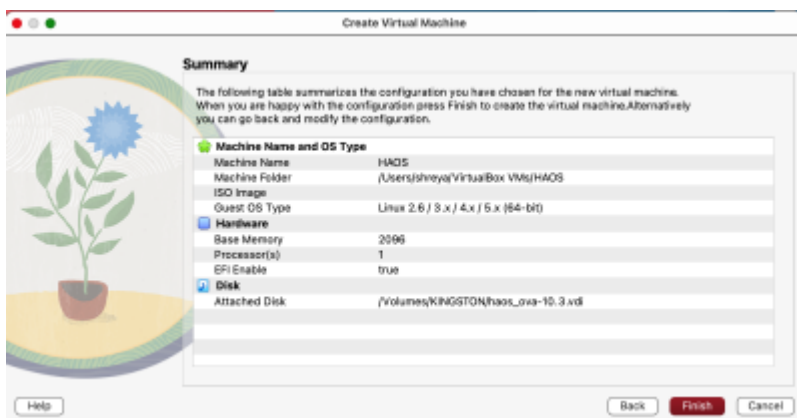 Create Virtual Machine
Summary
The following table summarizes the configuration you have chosen for the new virtual machine.
When you are happy with the configuration press Finish to create the virtual machine.Alternatively
you can go back and modify the configuration.
Machine Name and OS Type
Machine Name HAOS
Machine Folder /Users/shreya/VirtualBox VMs/HAOS
ISO Image
Guest OS Type Linux 2.6 / 3.x / 4.x / 5.x (64-bit)
Hardware
Base Memory 2096
Processor(s) 1
EFI Enable true
Disk
Attached Disk /Volumes/KINGSTON/haos_ova-10.3.vdi
Help Back Finish Cancel